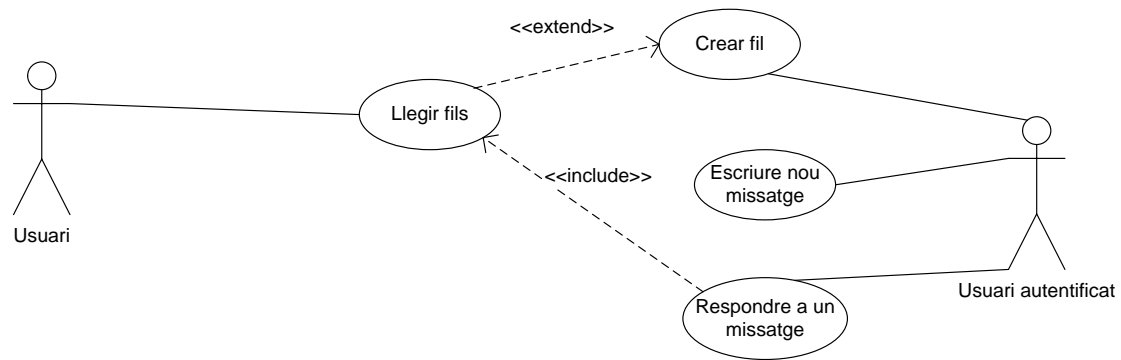 <<extend>>
Crear fil
Llegir fils
<<include>>
Escriure nou
missatge
Usuari
Usuari autentificat
Respondre a un
missatge